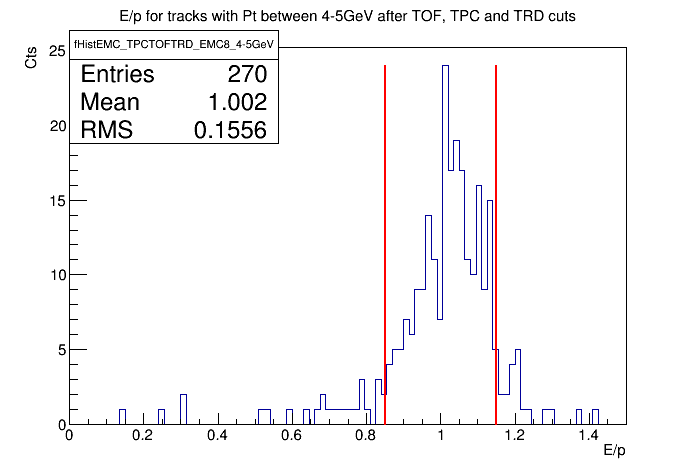 E/p for tracks with Pt between 4-5GeV after TOF, TPC and TRD cuts
Cts
fHistEMC_TPCTOFTRD_EMC8_4-5GeV
Entries 270
Mean 1.002
RMS 0.1556
25
20
15
10
5
0
0 0.2 0.4 0.6 0.8 1 1.2 1.4
E/p